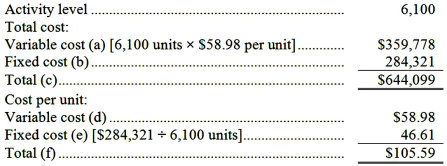 Activity level ................ 6,100
Total cost:
Variable cost (a) [6,100 units × $58.98 per unit] ................ $359,778
Fixed cost (b) ................ 284,321
Total (c) ................ $644,099
Cost per unit:
Variable cost (d) ................ $58.98
Fixed cost (e) [$284,321 ÷ 6,100 units] ................ 46.61
Total (f) ................ $105.59